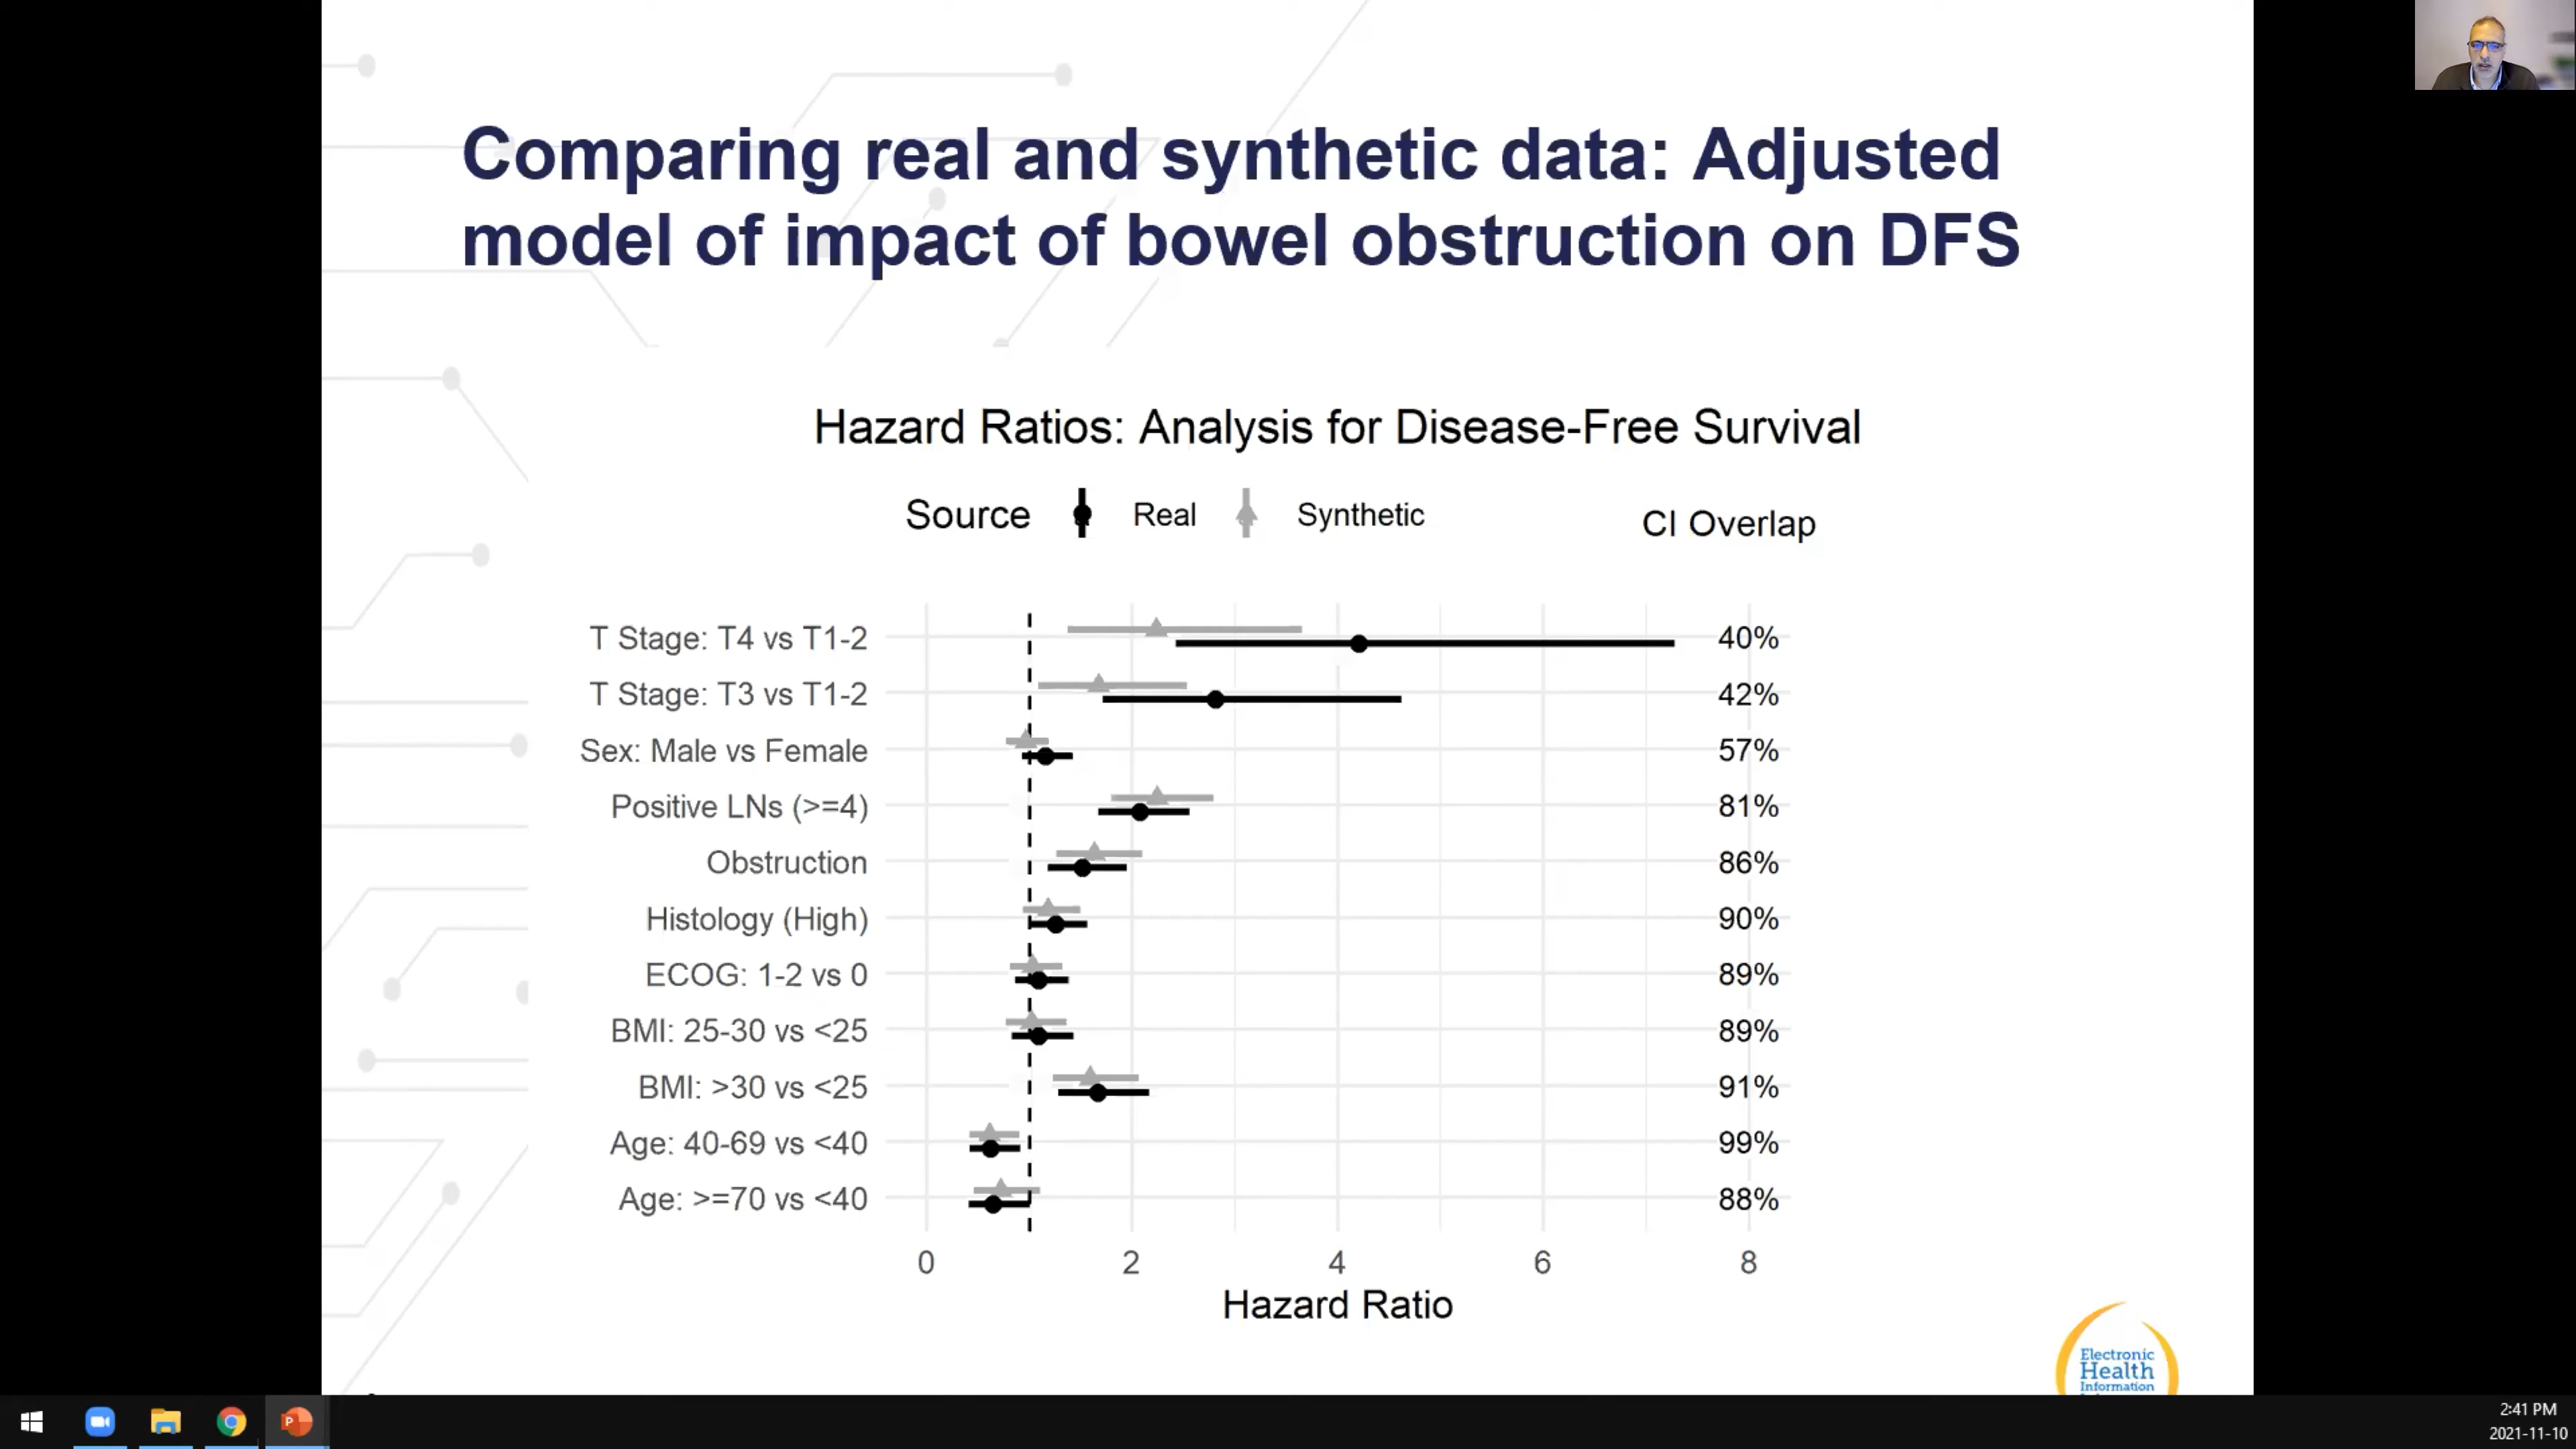 Comparing real and synthetic data: Adjusted
model of impact of bowel obstruction on DFS
Hazard Ratios: Analysis for Disease-Free Survival
Source Real Synthetic
CI Overlap
T Stage: T4 vs T1-2 40%
T Stage: T3 vs T1-2 42%
Sex: Male vs Female 57%
Positive LNs (>=4) 81%
Obstruction 86%
Histology (High) 90%
ECOG: 1-2 vs 0 89%
BMI: 25-30 vs <25 89%
BMI: >30 vs <25 91%
Age: 40-69 vs <40 99%
Age: >=70 vs <40 88%
0 2 4 6 8
Hazard Ratio
Electronic
Health
Information
P
2:41 PM
2021-11-10